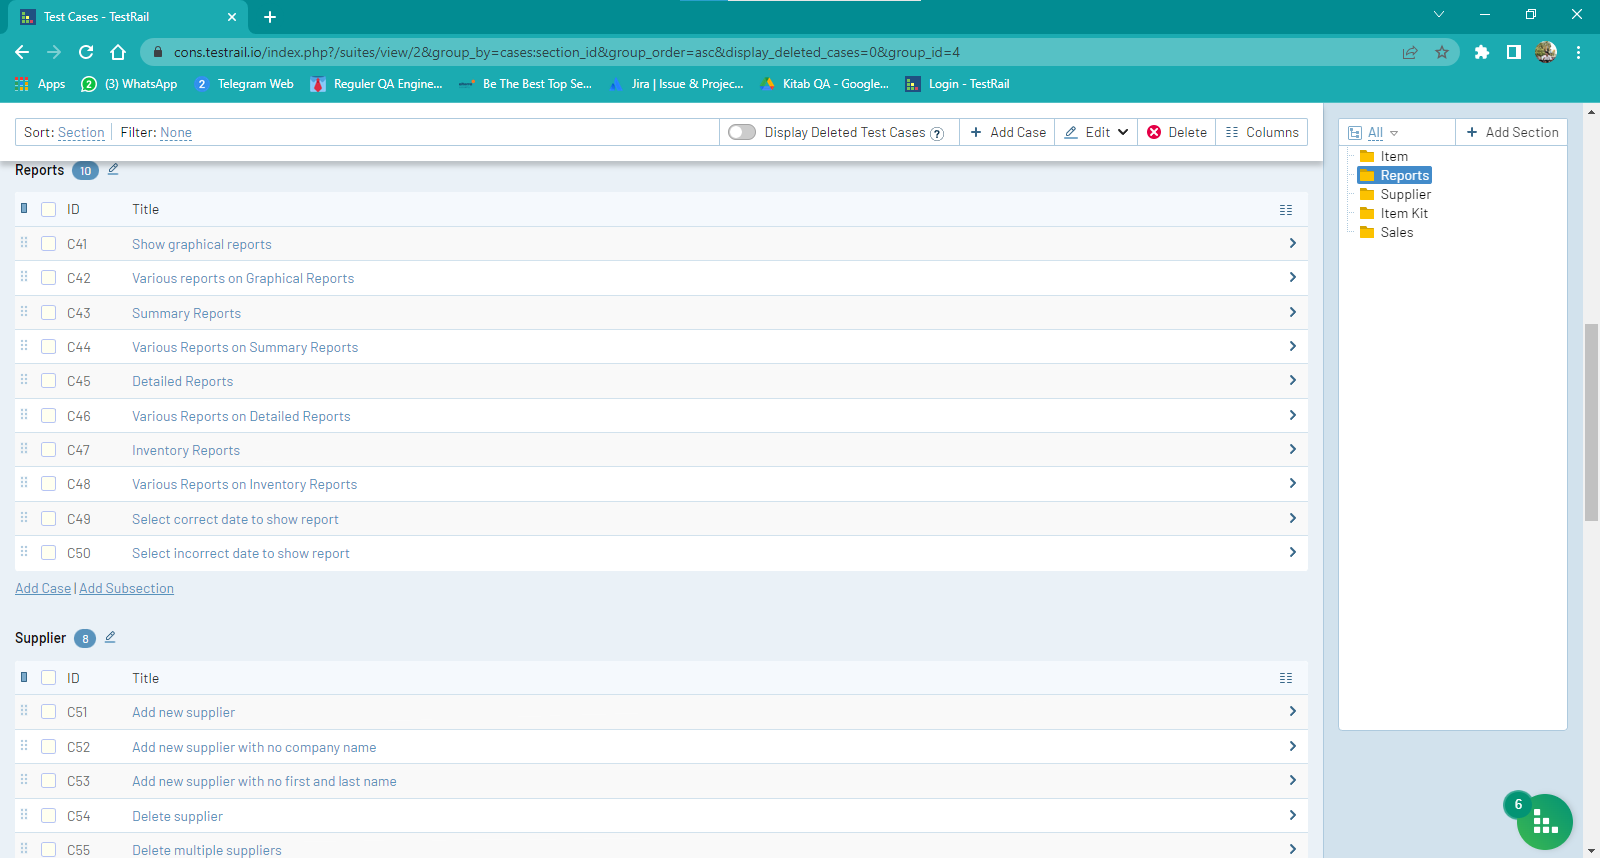 Test Cases - TestRail
cons.testrail.io/index.php?/suites/view/2&group_by=cases:section_id&group_order=asc&display_deleted_cases=0&group_id=4
Apps (3) WhatsApp Telegram Web Reguler QA Engine... Be The Best Top Se... Jira | Issue & Projec... Kitab QA - Google... Login - TestRail
Sort: Section Filter: None Display Deleted Test Cases ? + Add Case Edit Delete Columns
All + Add Section
Item
Reports
Supplier
Item Kit
Sales
Reports 10
ID Title
C41 Show graphical reports
C42 Various reports on Graphical Reports
C43 Summary Reports
C44 Various Reports on Summary Reports
C45 Detailed Reports
C46 Various Reports on Detailed Reports
C47 Inventory Reports
C48 Various Reports on Inventory Reports
C49 Select correct date to show report
C50 Select incorrect date to show report
Add Case | Add Subsection
Supplier 8
ID Title
C51 Add new supplier
C52 Add new supplier with no company name
C53 Add new supplier with no first and last name
C54 Delete supplier
C55 Delete multiple suppliers
6